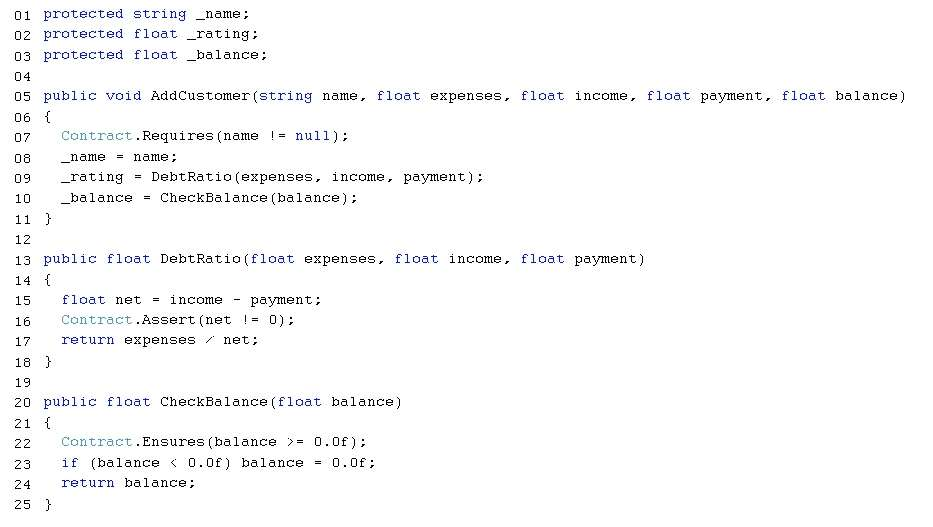 01 protected string _name;
02 protected float _rating;
03 protected float _balance;
04
05 public void AddCustomer(string name, float expenses, float income, float payment, float balance)
06 {
07   Contract.Requires(name != null);
08   _name = name;
09   _rating = DebtRatio(expenses, income, payment);
10   _balance = CheckBalance(balance);
11 }
12
13 public float DebtRatio(float expenses, float income, float payment)
14 {
15   float net = income - payment;
16   Contract.Assert(net != 0);
17   return expenses / net;
18 }
19
20 public float CheckBalance(float balance)
21 {
22   Contract.Ensures(balance >= 0.0f);
23   if (balance < 0.0f) balance = 0.0f;
24   return balance;
25 }